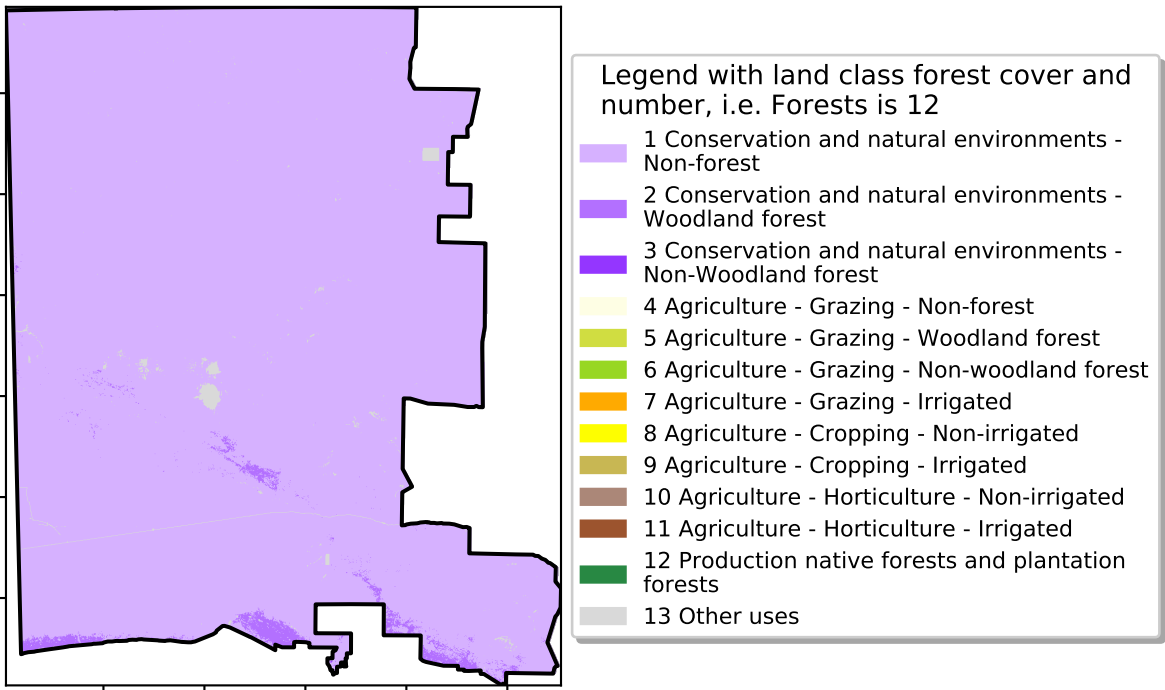 Legend with land class forest cover and
number, i.e. Forests is 12
1 Conservation and natural environments -
Non-forest
2 Conservation and natural environments -
Woodland forest
3 Conservation and natural environments -
Non-Woodland forest
4 Agriculture - Grazing - Non-forest
5 Agriculture - Grazing - Woodland forest
6 Agriculture - Grazing - Non-woodland forest
7 Agriculture - Grazing - Irrigated
8 Agriculture - Cropping - Non-irrigated
9 Agriculture - Cropping - Irrigated
10 Agriculture - Horticulture - Non-irrigated
11 Agriculture - Horticulture - Irrigated
12 Production native forests and plantation
forests
13 Other uses